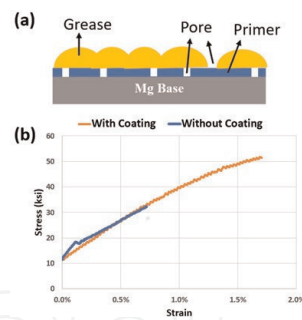 (a)
Grease
Pore
Primer
Mg Base
(b)
With Coating
Without Coating
Stress (ksi)
60
50
40
30
20
10
0
0.0%
0.5%
1.0%
1.5%
2.0%
Strain